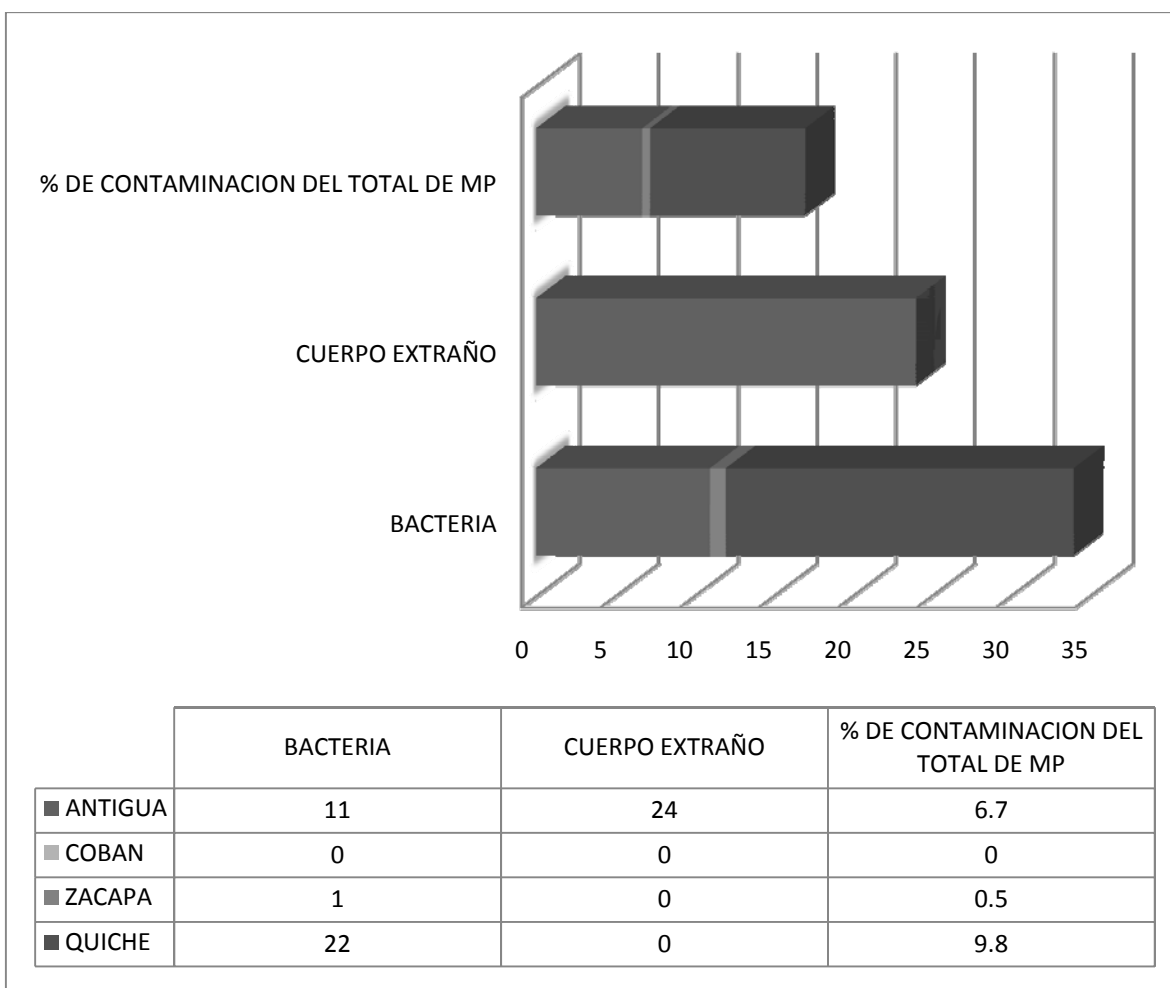 % DE CONTAMINACION DEL TOTAL DE MP
CUERPO EXTRAÑO
BACTERIA
0 5 10 15 20 25 30 35
BACTERIA CUERPO EXTRAÑO % DE CONTAMINACION DEL
TOTAL DE MP
ANTIGUA 11 24 6.7
COBAN 0 0 0
ZACAPA 1 0 0.5
QUICHE 22 0 9.8